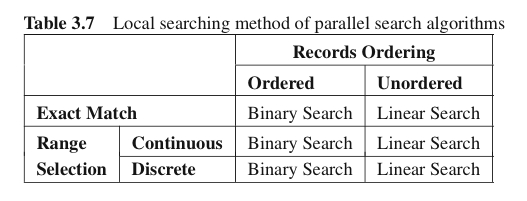 Table 3.7 Local searching method of parallel search algorithms
Records Ordering
Ordered Unordered
Exact Match Binary Search Linear Search
Range Continuous Binary Search Linear Search
Selection Discrete Binary Search Linear Search